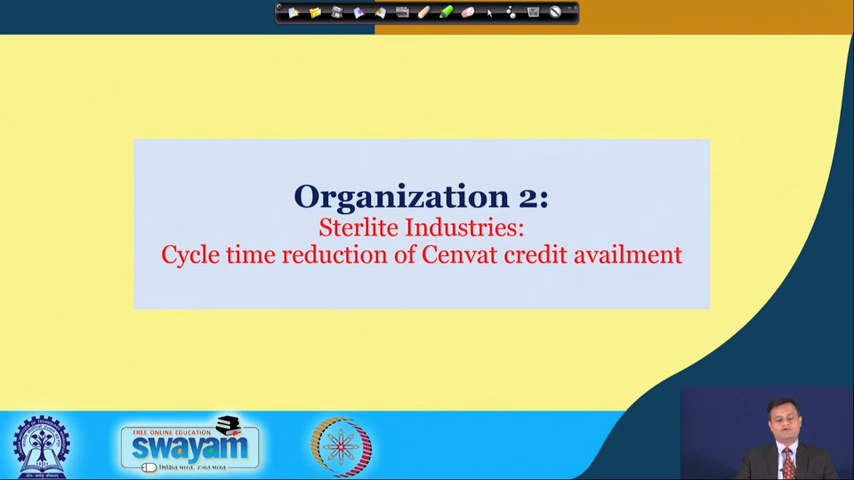 Organization 2:
Sterlite Industries:
Cycle time reduction of Cenvat credit availment
FREE ONLINE EDUCATION
swayam